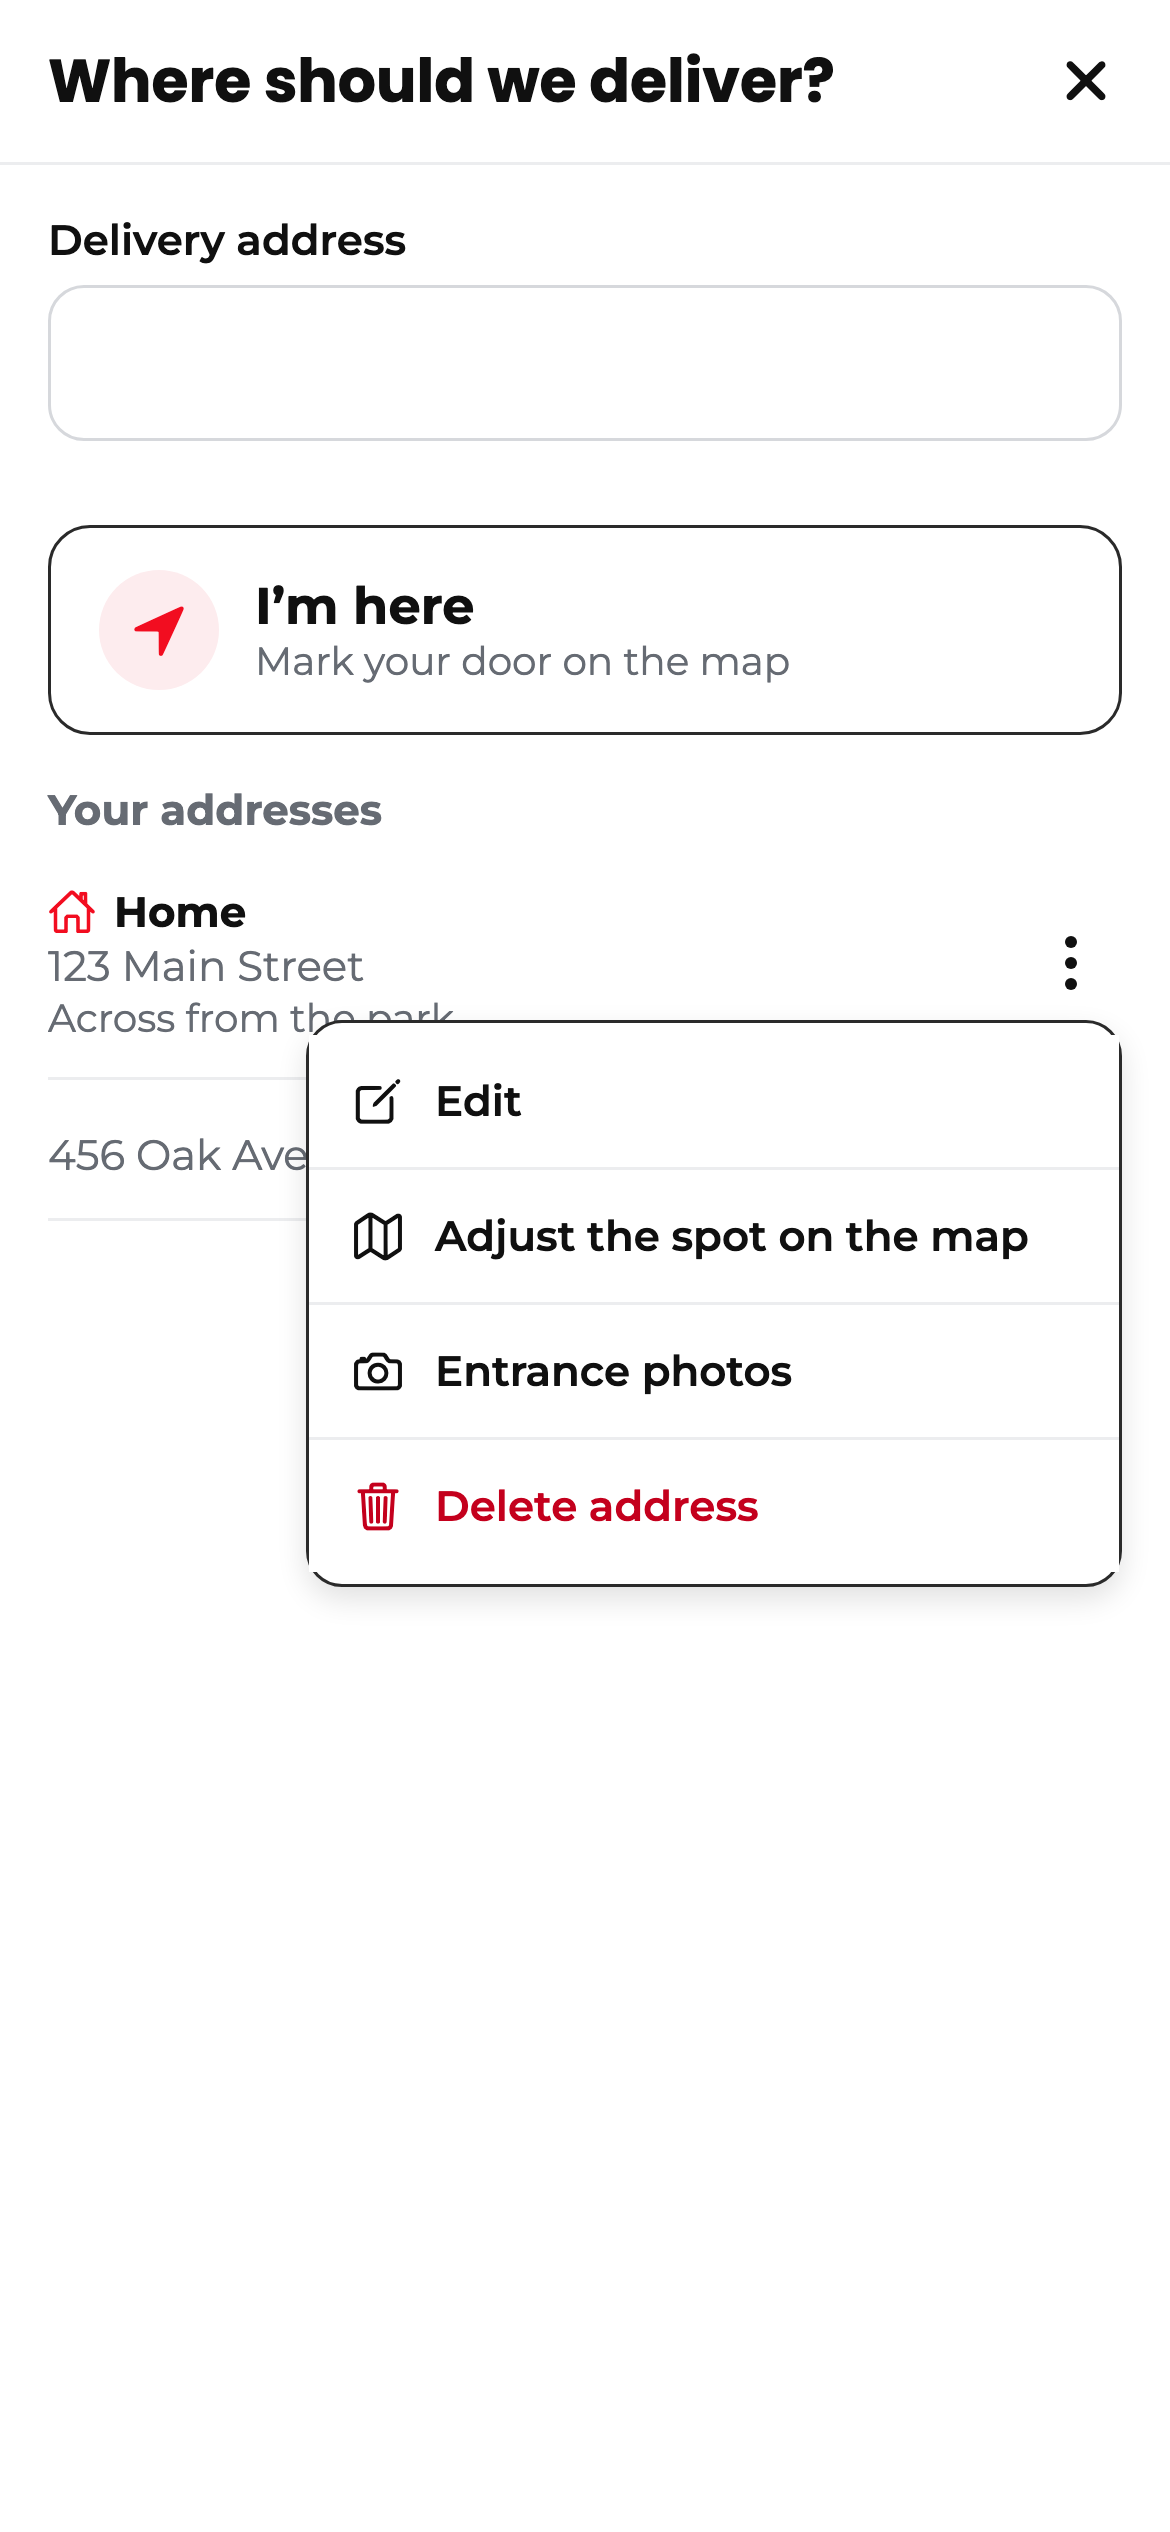 Where should we deliver?
Delivery address
I’m here
Mark your door on the map
Your addresses
Home
123 Main Street
Across from the park
456 Oak Ave
Edit
Adjust the spot on the map
Entrance photos
Delete address